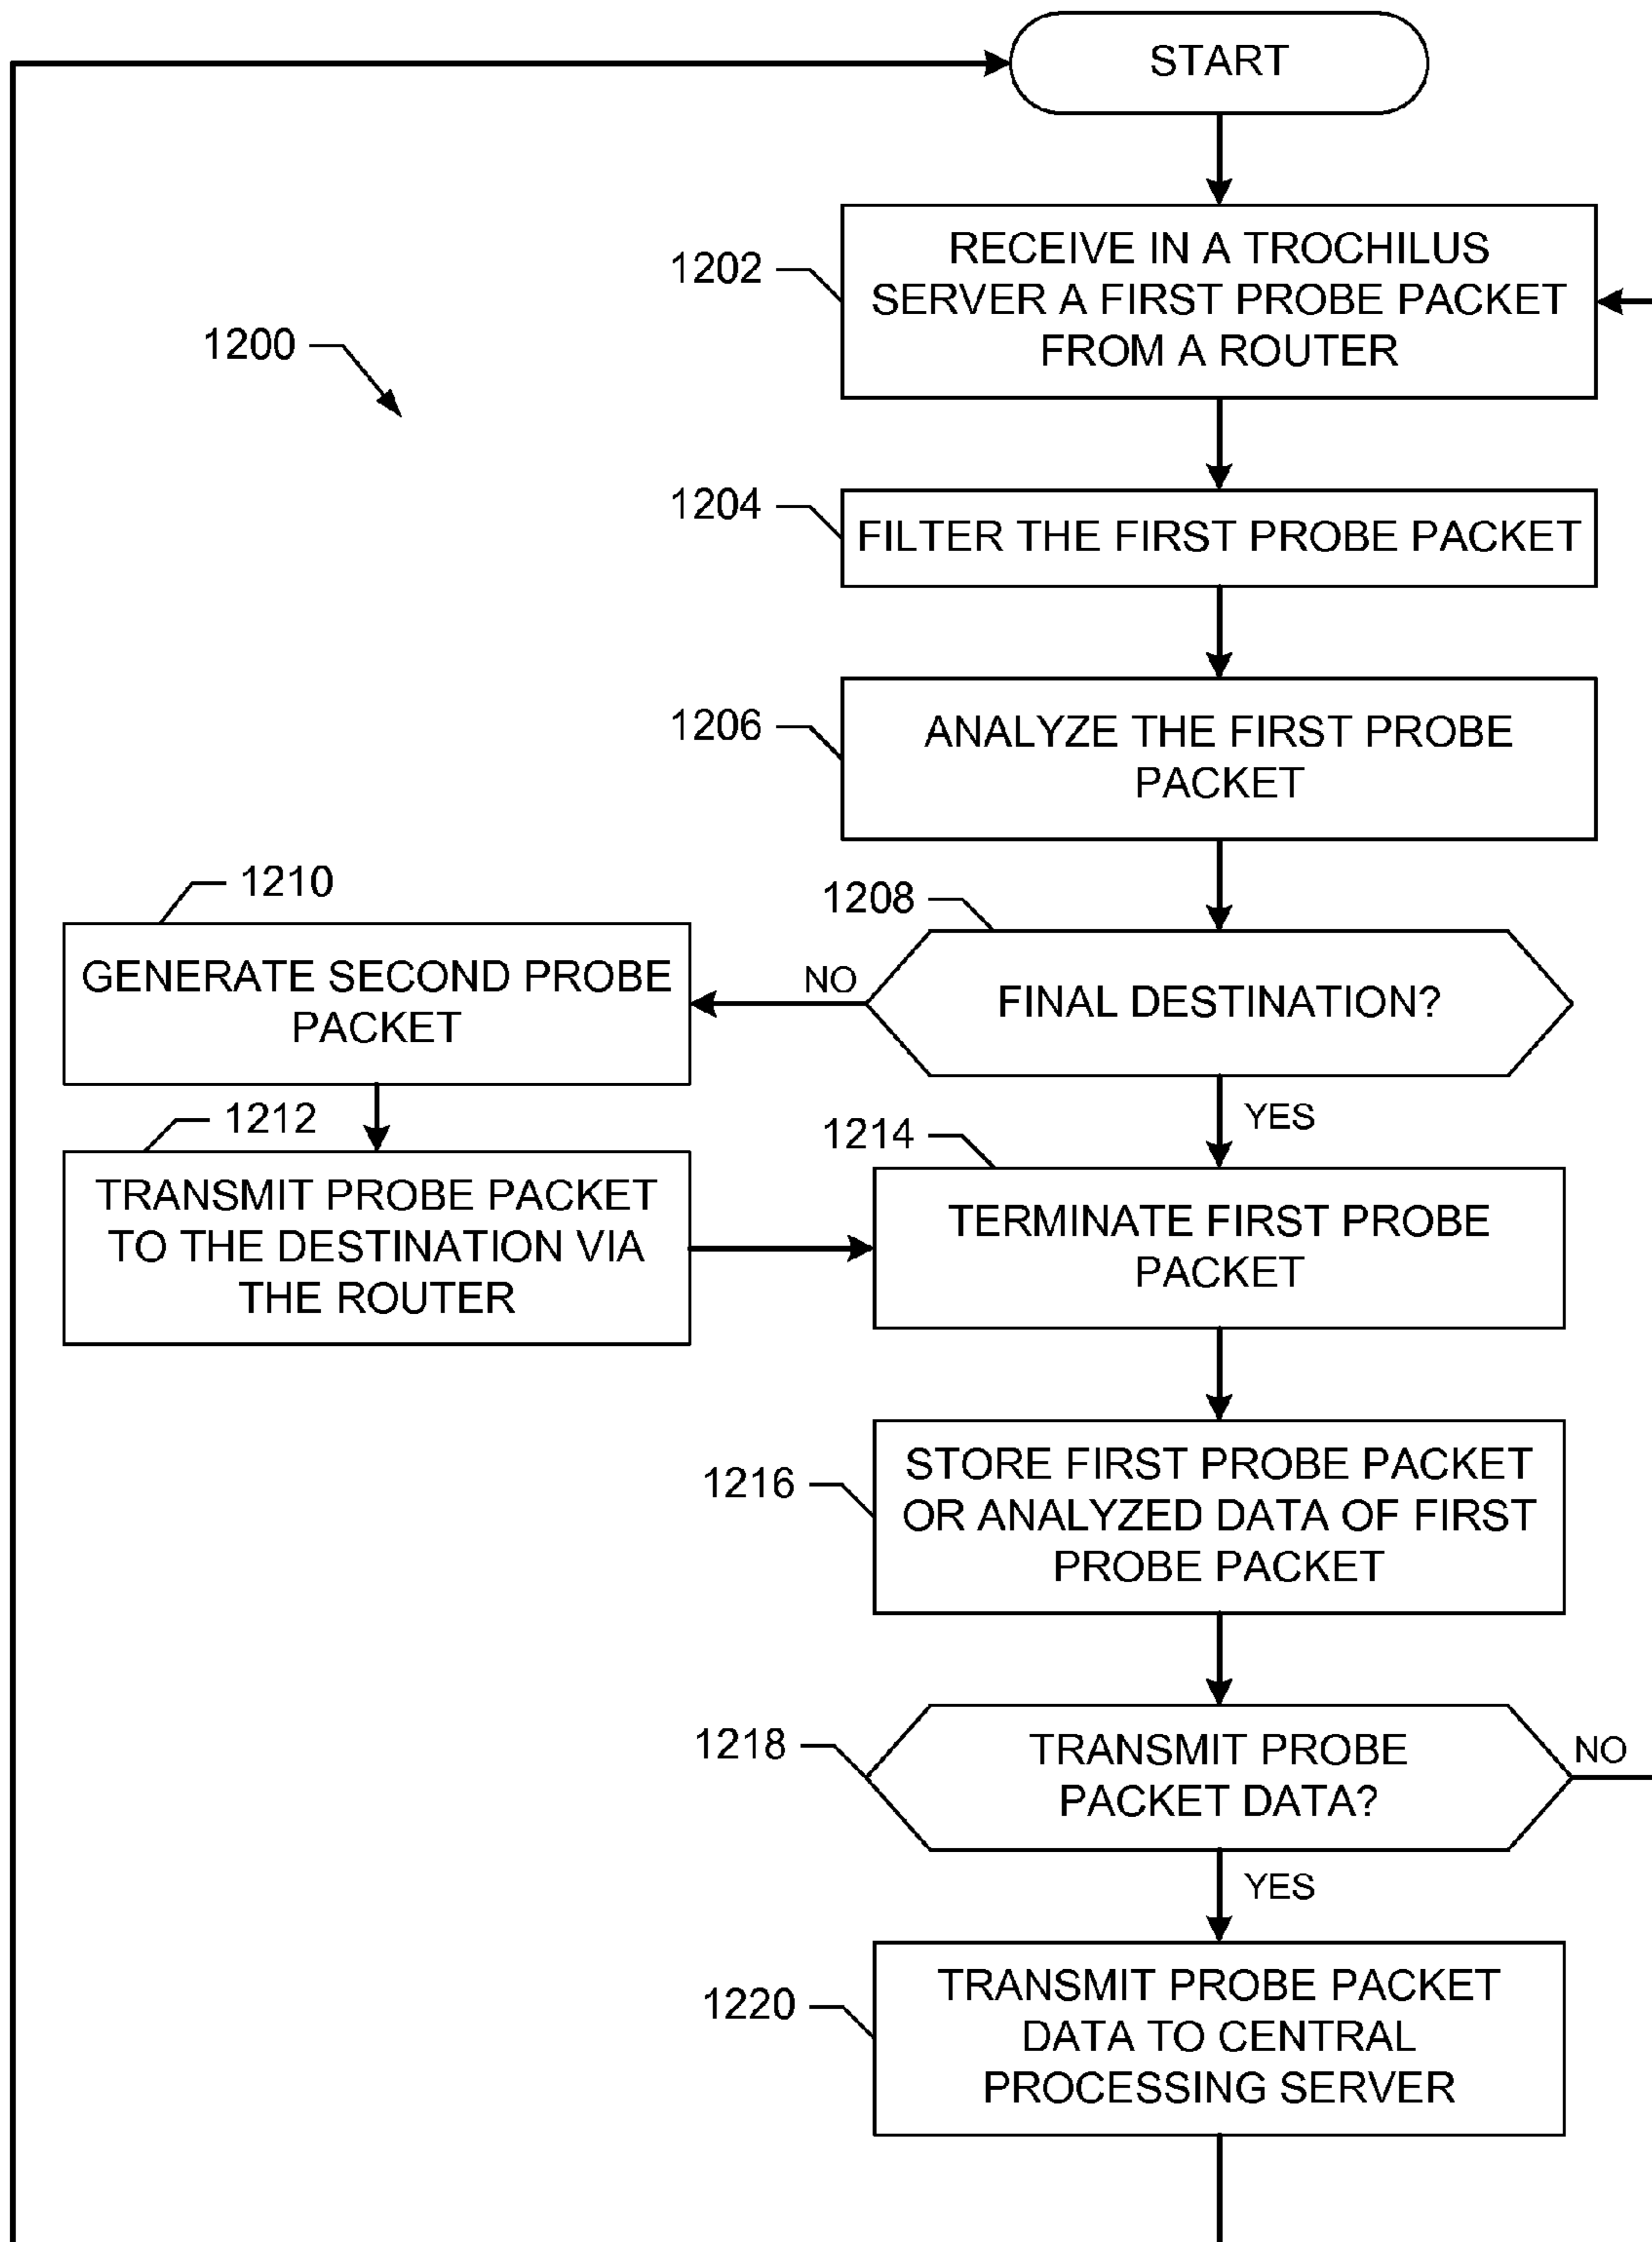 START
1202
RECEIVE IN A TROCHILUS
SERVER A FIRST PROBE PACKET
FROM A ROUTER
1200
1204
FILTER THE FIRST PROBE PACKET
1206
ANALYZE THE FIRST PROBE
PACKET
1208
FINAL DESTINATION?
NO
1210
GENERATE SECOND PROBE
PACKET
1212
TRANSMIT PROBE PACKET
TO THE DESTINATION VIA
THE ROUTER
YES
1214
TERMINATE FIRST PROBE
PACKET
1216
STORE FIRST PROBE PACKET
OR ANALYZED DATA OF FIRST
PROBE PACKET
1218
TRANSMIT PROBE
PACKET DATA?
NO
YES
1220
TRANSMIT PROBE PACKET
DATA TO CENTRAL
PROCESSING SERVER